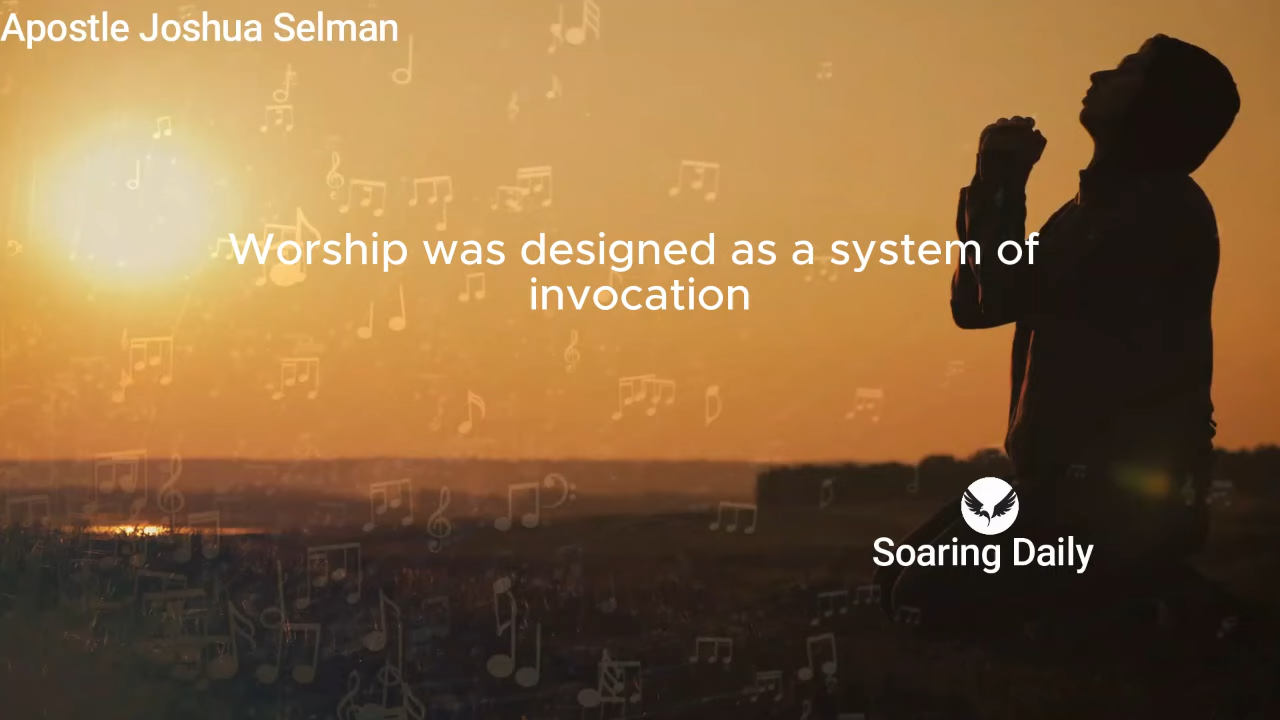 Apostle Joshua Selman
Worship was designed as a system of
invocation
Soaring Daily